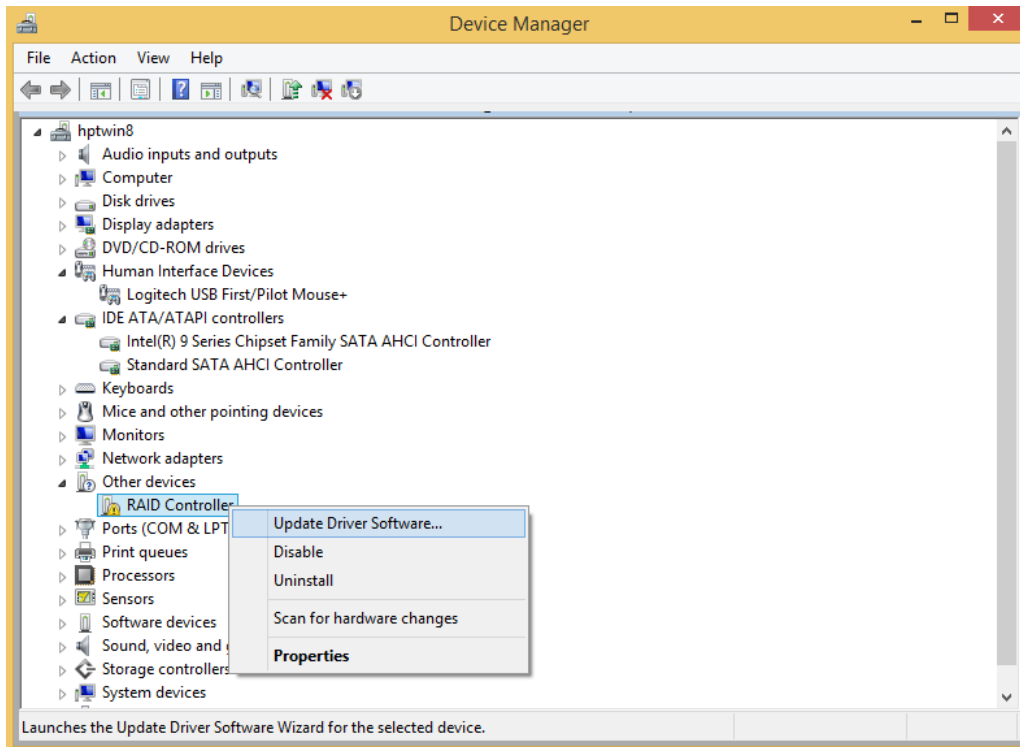 Device Manager
File Action View Help
hptwin8
Audio inputs and outputs
Computer
Disk drives
Display adapters
DVD/CD-ROM drives
Human Interface Devices
Logitech USB First/Pilot Mouse+
IDE ATA/ATAPI controllers
Intel(R) 9 Series Chipset Family SATA AHCI Controller
Standard SATA AHCI Controller
Keyboards
Mice and other pointing devices
Monitors
Network adapters
Other devices
RAID Controller
Update Driver Software...
Ports (COM & LPT
Disable
Print queues
Processors
Uninstall
Sensors
Scan for hardware changes
Software devices
Sound, video and
Properties
Storage controllers
System devices
Launches the Update Driver Software Wizard for the selected device.